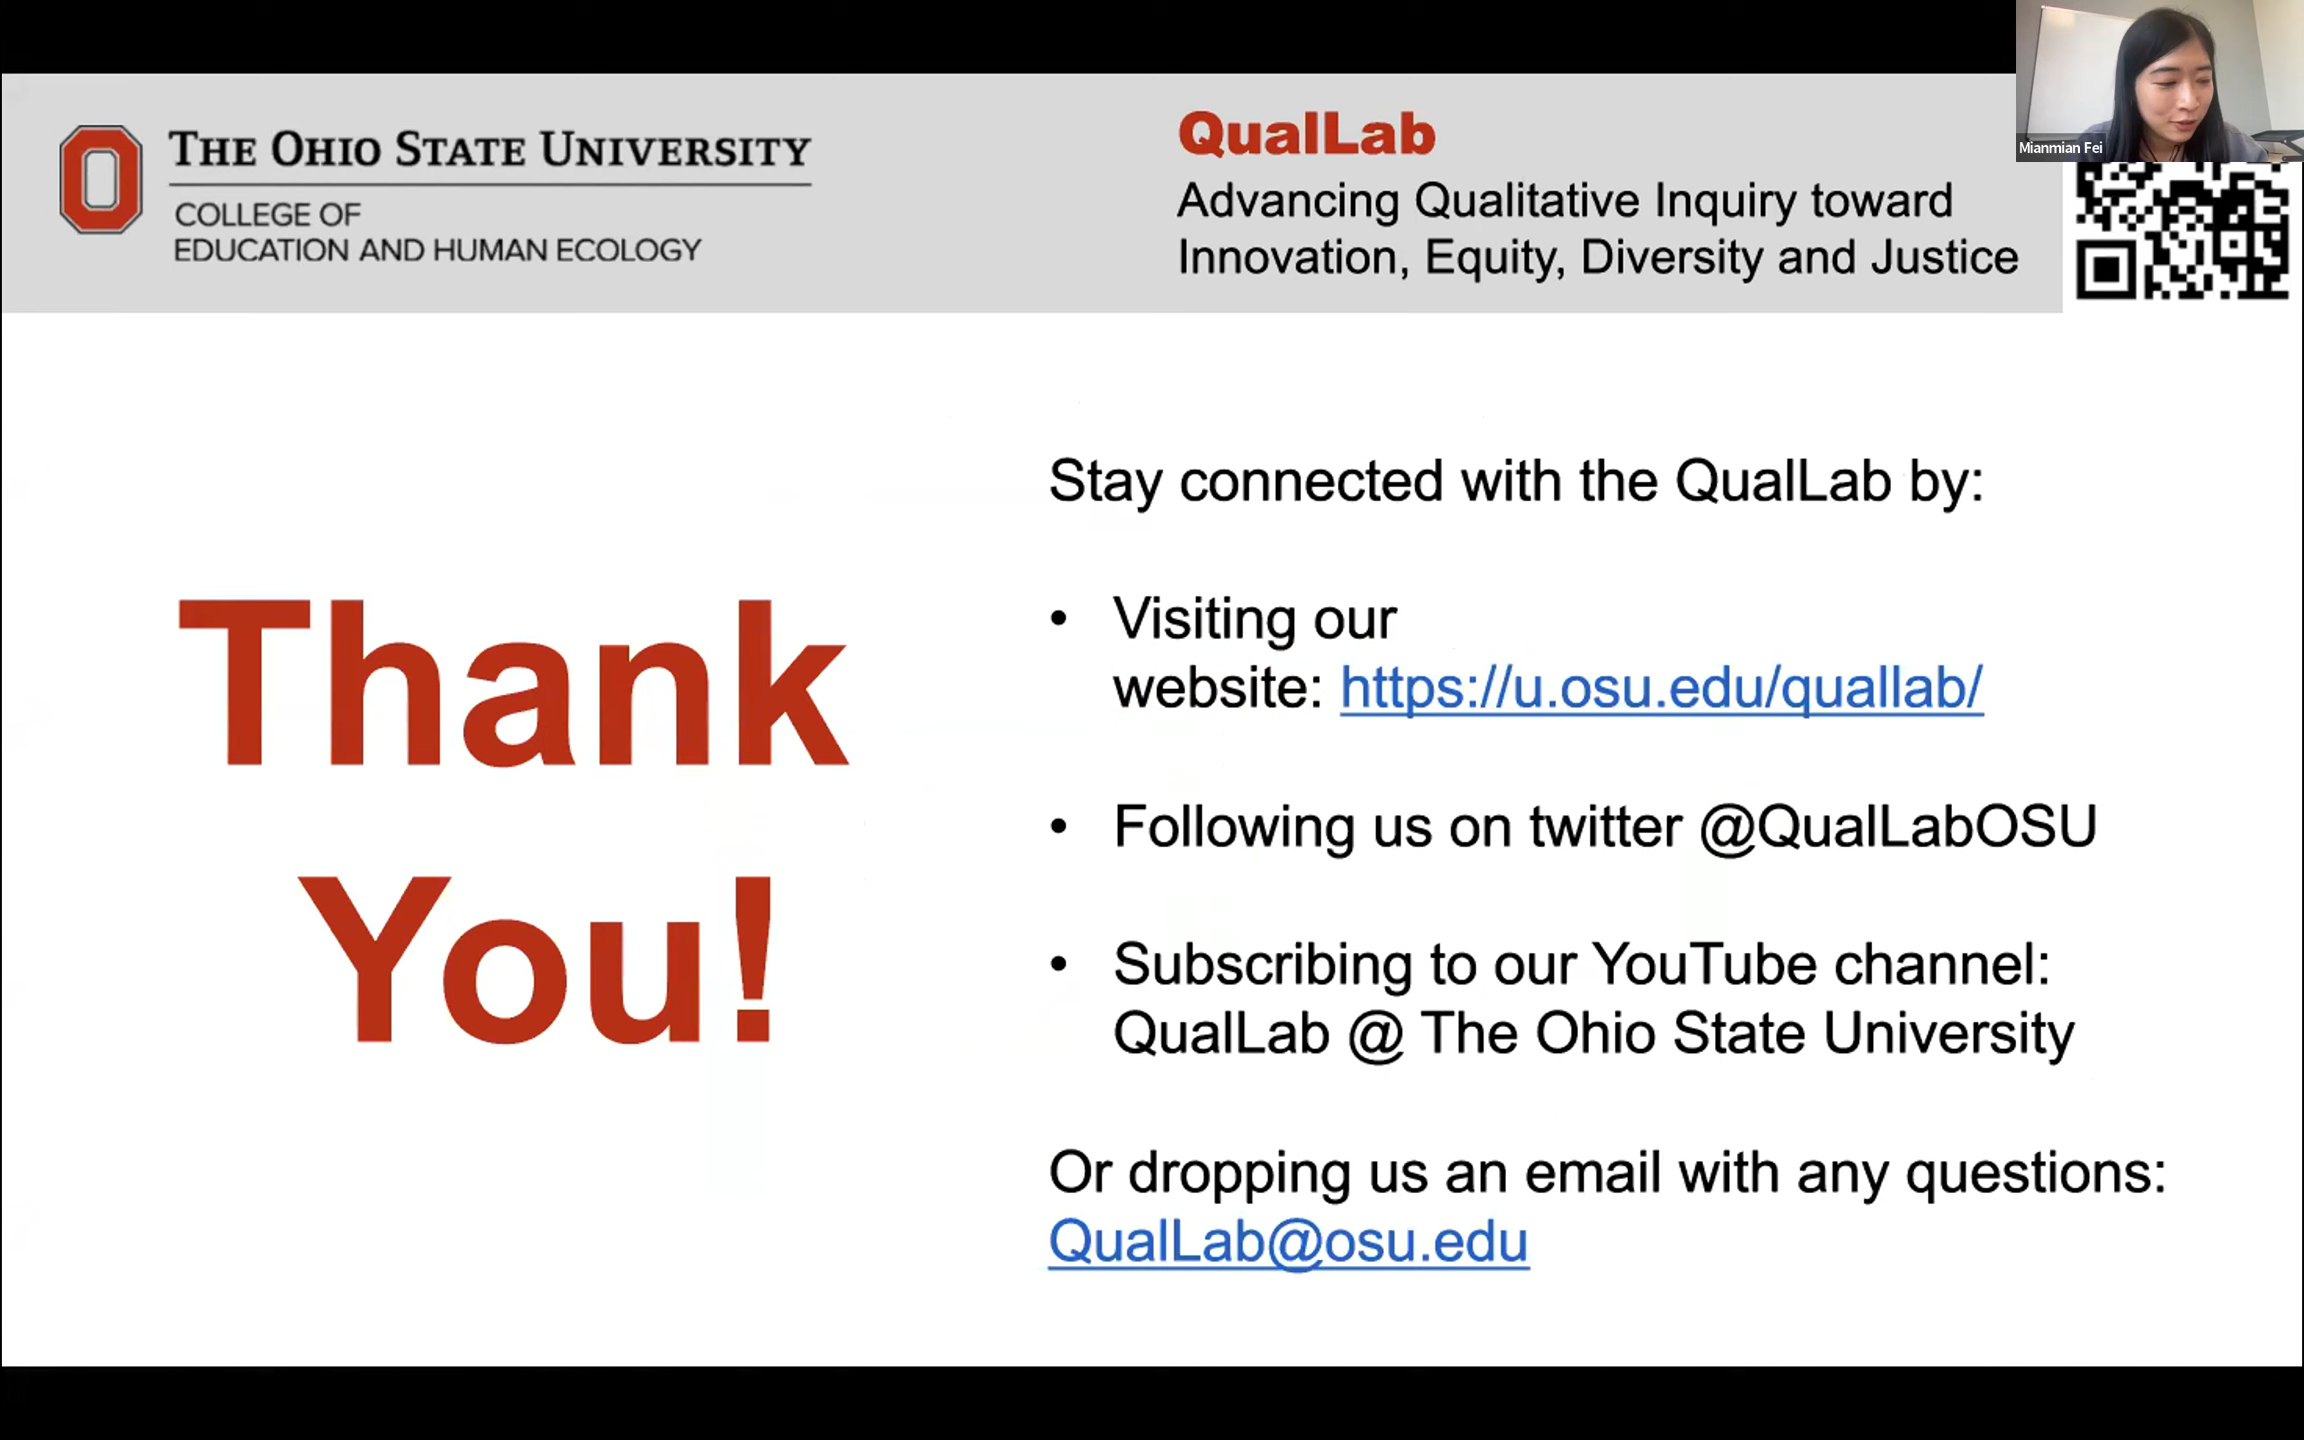 THE OHIO STATE UNIVERSITY
COLLEGE OF
EDUCATION AND HUMAN ECOLOGY
QualLab
Advancing Qualitative Inquiry toward
Innovation, Equity, Diversity and Justice
Mianmian Fei
Thank
You!
Stay connected with the QualLab by:
• Visiting our
website: https://u.osu.edu/quallab/
• Following us on twitter @QualLabOSU
• Subscribing to our YouTube channel:
QualLab @ The Ohio State University
Or dropping us an email with any questions:
QualLab@osu.edu